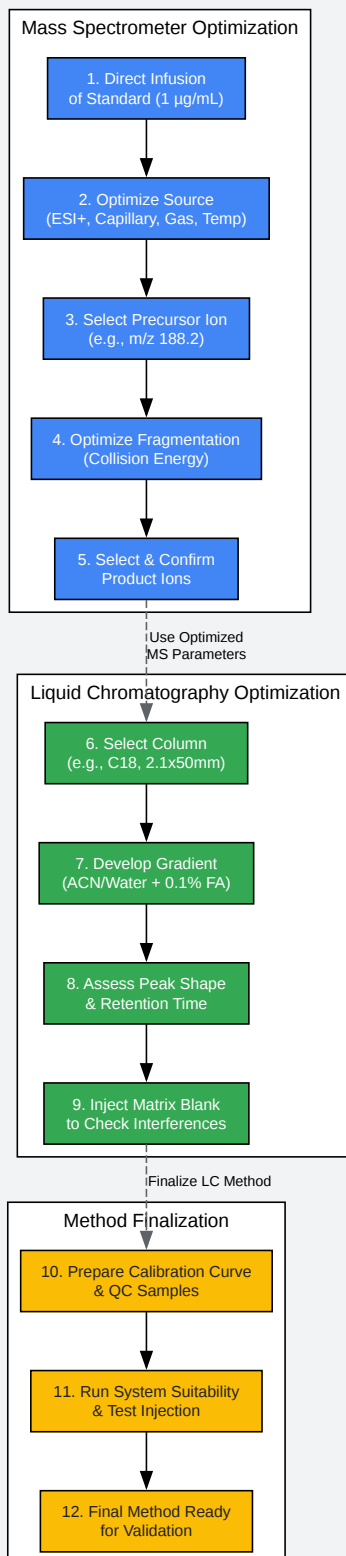 Mass Spectrometer Optimization
1. Direct Infusion
of Standard (1 µg/mL)
2. Optimize Source
(ESI+, Capillary, Gas, Temp)
3. Select Precursor Ion
(e.g., m/z 188.2)
4. Optimize Fragmentation
(Collision Energy)
5. Select & Confirm
Product Ions
Use Optimized
MS Parameters
Liquid Chromatography Optimization
6. Select Column
(e.g., C18, 2.1x50mm)
7. Develop Gradient
(ACN/Water + 0.1% FA)
8. Assess Peak Shape
& Retention Time
9. Inject Matrix Blank
to Check Interferences
Finalize LC Method
Method Finalization
10. Prepare Calibration Curve
& QC Samples
11. Run System Suitability
& Test Injection
12. Final Method Ready
for Validation